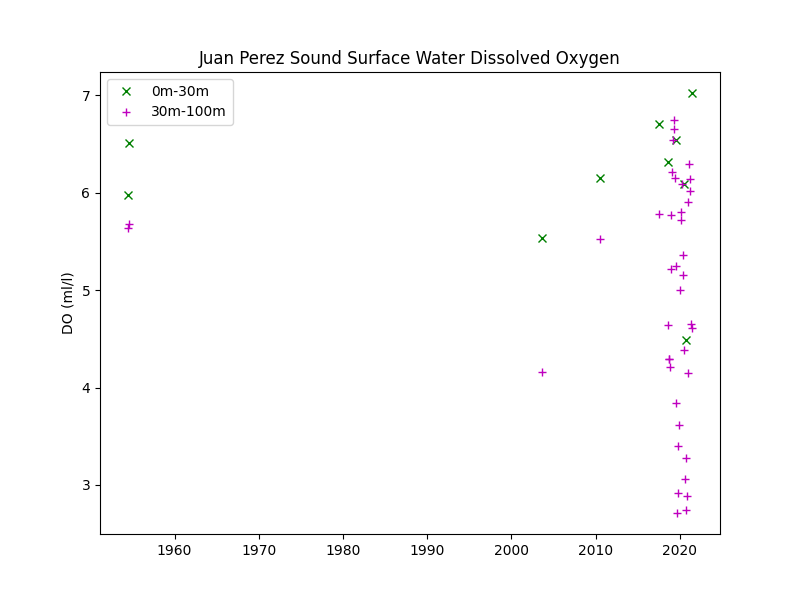 Juan Perez Sound Surface Water Dissolved Oxygen
0m-30m
30m-100m
DO (ml/l)
7
6
5
4
3
1960 1970 1980 1990 2000 2010 2020